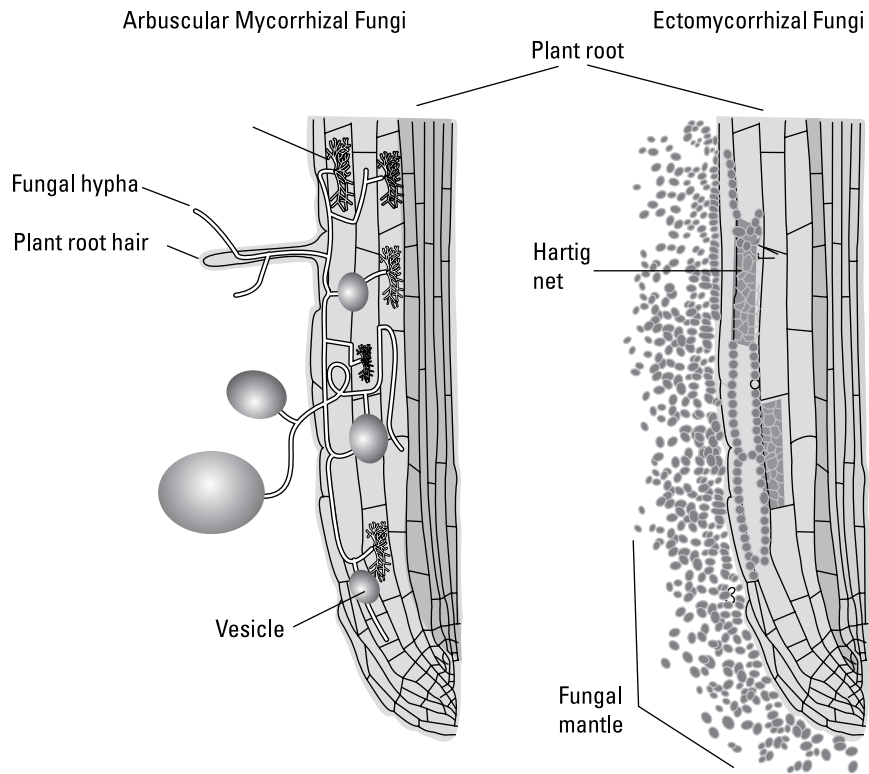 Arbuscular Mycorrhizal Fungi
Ectomycorrhizal Fungi
Plant root
Fungal hypha
Plant root hair
Hartig
net
Vesicle
Fungal
mantle